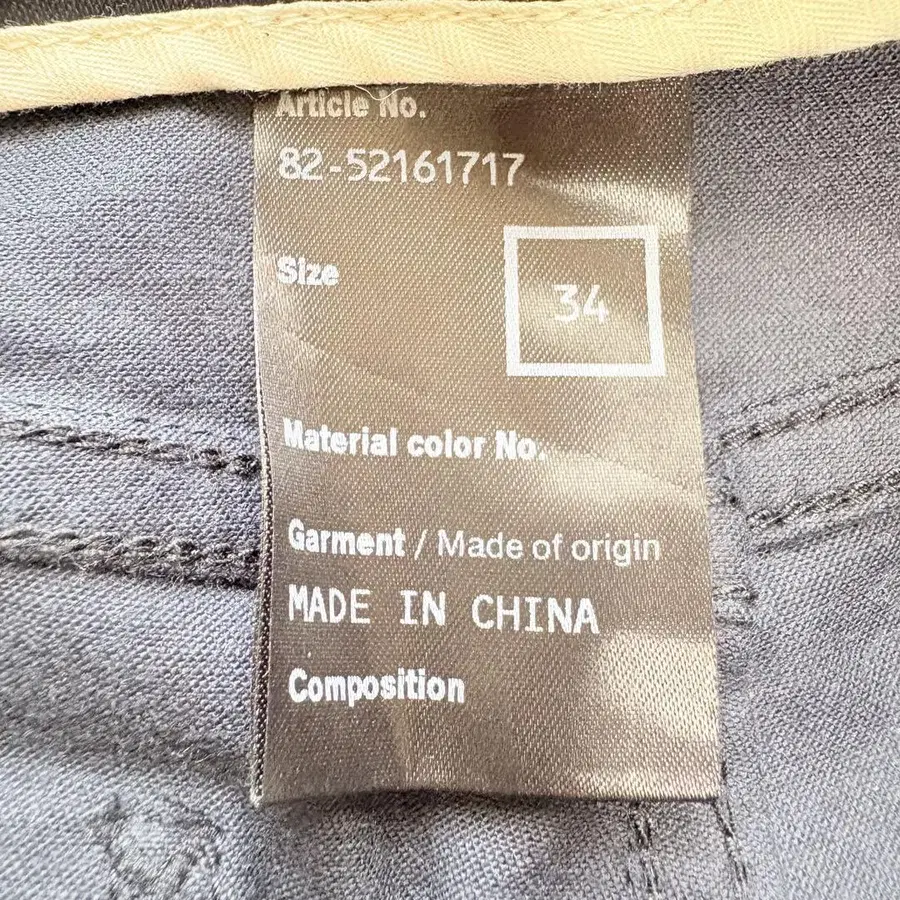 Article No.
82-52161717
Size
34
Material color No.
Garment / Made of origin
MADE IN CHINA
Composition